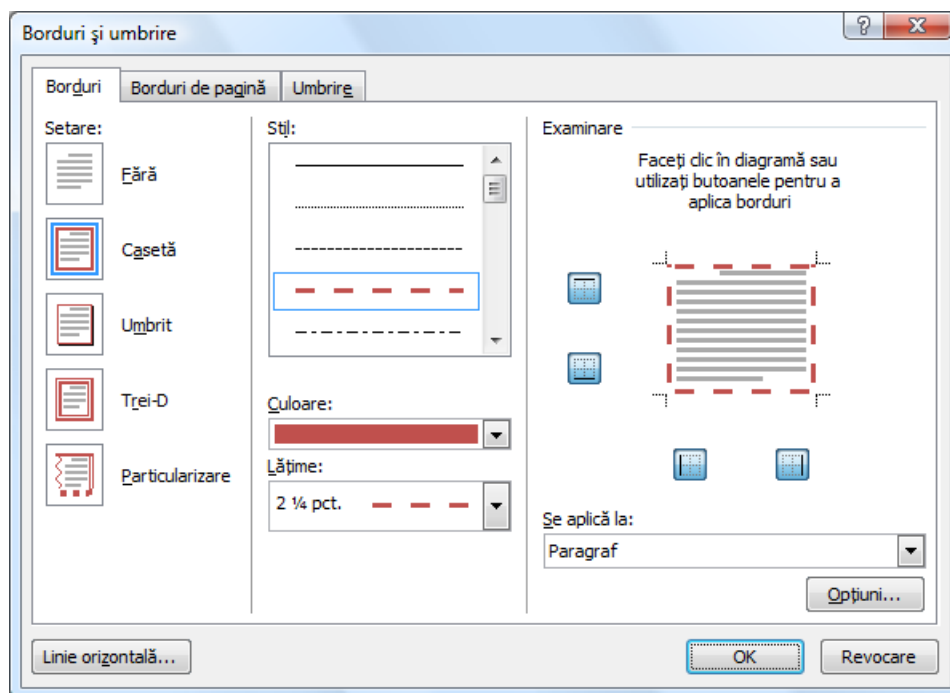 Borduri şi umbrire
Borduri
Borduri de pagină
Umbrire
Setare:
Fără
Casetă
Umbrit
Trei-D
Particularizare
Stil:
Culoare:
Lăţime:
2 ¼ pct.
Examinare
Faceţi clic în diagramă sau
utilizaţi butoanele pentru a
aplica borduri
Se aplică la:
Paragraf
Opţiuni...
Linie orizontală...
OK
Revocare